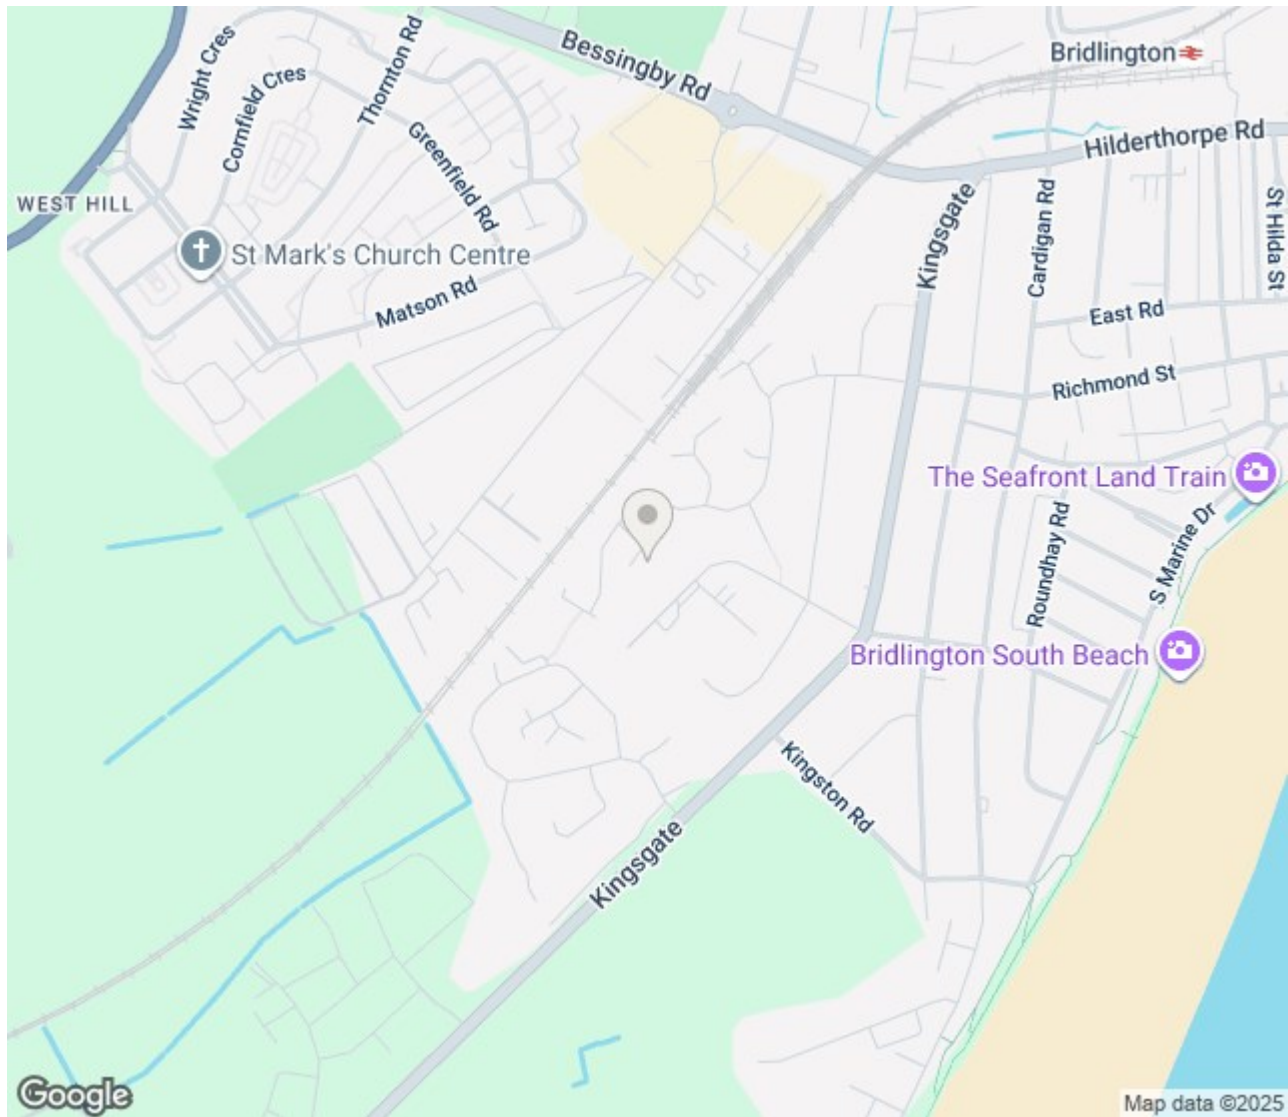 Bessingby Rd
Bridlington
Wright Cres
Cornfield Cres
Thornton Rd
Greenfield Rd
Hilderthorpe Rd
WEST HILL
St Mark's Church Centre
Matson Rd
Kingsgate
Cardigan Rd
St Hilda St
East Rd
Richmond St
The Seafront Land Train
Roundhay Rd
S Marine Dr
Bridlington South Beach
Kingston Rd
Kingsgate
Google
Map data ©2025